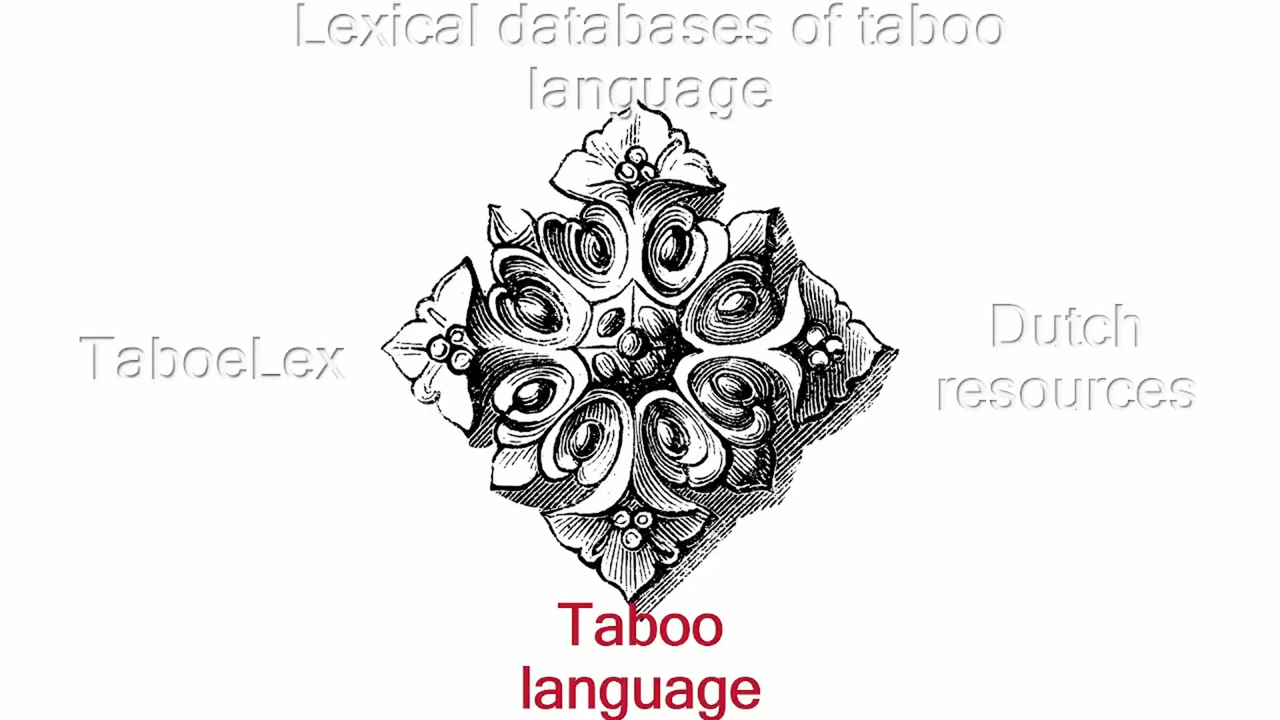 Lexical databases of taboo
language
TaboeLex
Dutch
resources
Taboo
language